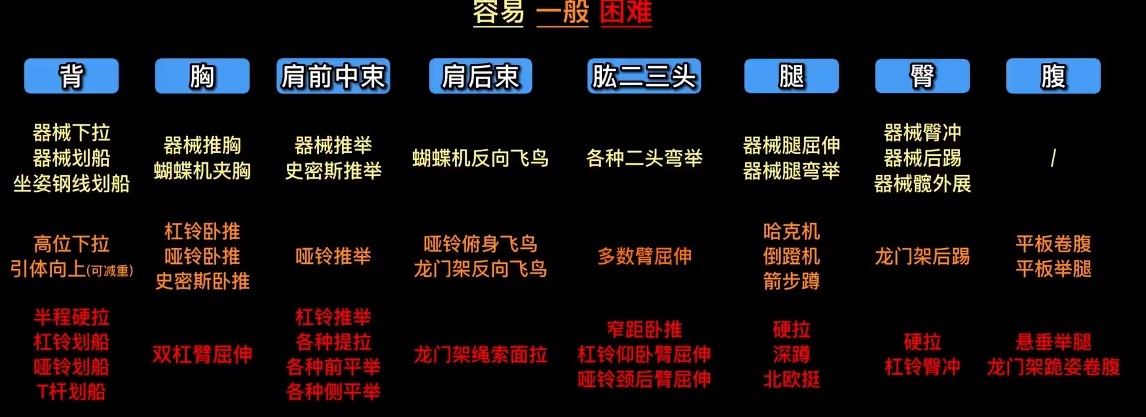 容易 一般 困难
背 胸 肩前中束 肩后束 肱二三头 腿 臀 腹
器械下拉
器械划船
坐姿钢线划船
器械推胸
蝴蝶机夹胸
器械推举
史密斯推举
蝴蝶机反向飞鸟
各种二头弯举
器械腿屈伸
器械腿弯举
器械臀冲
器械后踢
器械髋外展
/
高位下拉
引体向上(可减重)
杠铃卧推
哑铃卧推
史密斯卧推
哑铃推举
哑铃俯身飞鸟
龙门架反向飞鸟
多数臂屈伸
哈克机
倒蹬机
箭步蹲
龙门架后踢
平板卷腹
平板举腿
半程硬拉
杠铃划船
哑铃划船
T杆划船
双杠臂屈伸
杠铃推举
各种提拉
各种前平举
各种侧平举
龙门架绳索面拉
窄距卧推
杠铃仰卧臂屈伸
哑铃颈后臂屈伸
硬拉
深蹲
北欧挺
硬拉
杠铃臀冲
悬垂举腿
龙门架跪姿卷腹